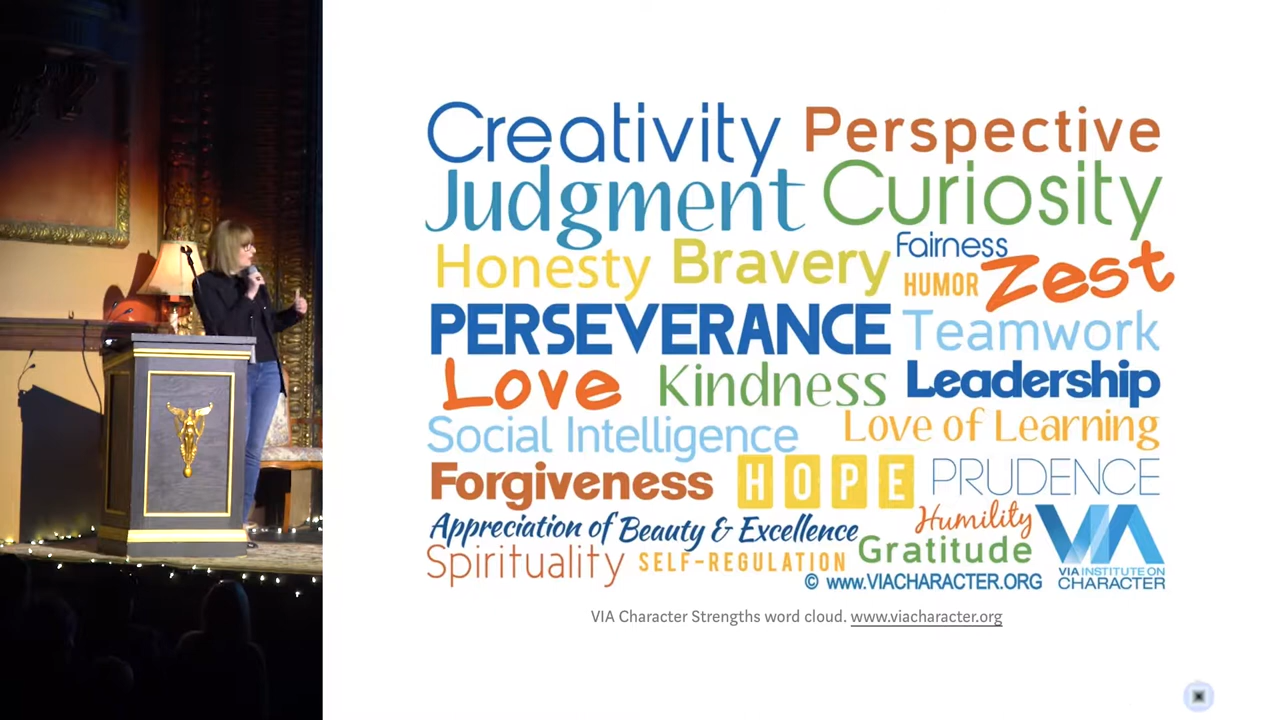 Creativity Perspective
Judgment Curiosity
Honesty Bravery Fairness
HUMOR Zest
PERSEVERANCE Teamwork
Love Kindness Leadership
Social Intelligence Love of Learning
Forgiveness HOPE PRUDENCE
Appreciation of Beauty & Excellence Humility
Spirituality SELF-REGULATION Gratitude
© www.VIACHARACTER.ORG
VIA
VIA INSTITUTE ON
CHARACTER
VIA Character Strengths word cloud. www.viacharacter.org